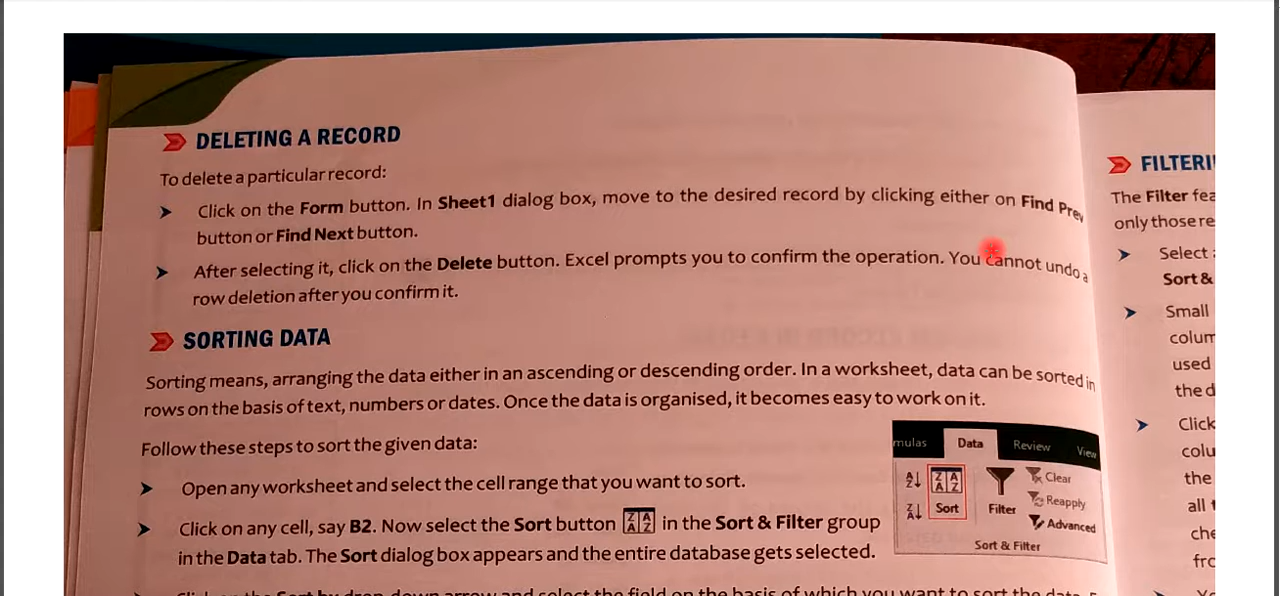 DELETING A RECORD
To delete a particular record:
Click on the Form button. In Sheet1 dialog box, move to the desired record by clicking either on Find Prev
button or Find Next button.
After selecting it, click on the Delete button. Excel prompts you to confirm the operation. You cannot undo a
row deletion after you confirm it.
SORTING DATA
Sorting means, arranging the data either in an ascending or descending order. In a worksheet, data can be sorted in
rows on the basis of text, numbers or dates. Once the data is organised, it becomes easy to work on it.
Follow these steps to sort the given data:
Open any worksheet and select the cell range that you want to sort.
Click on any cell, say B2. Now select the Sort button in the Sort & Filter group
in the Data tab. The Sort dialog box appears and the entire database gets selected.
mulas Data Review View
Sort Filter Clear
Reapply
Advanced
Sort & Filter
FILTERI
The Filter fea
only those re
Select
Sort &
Small
colum
used
the d
Click
colu
the
all
che
fro